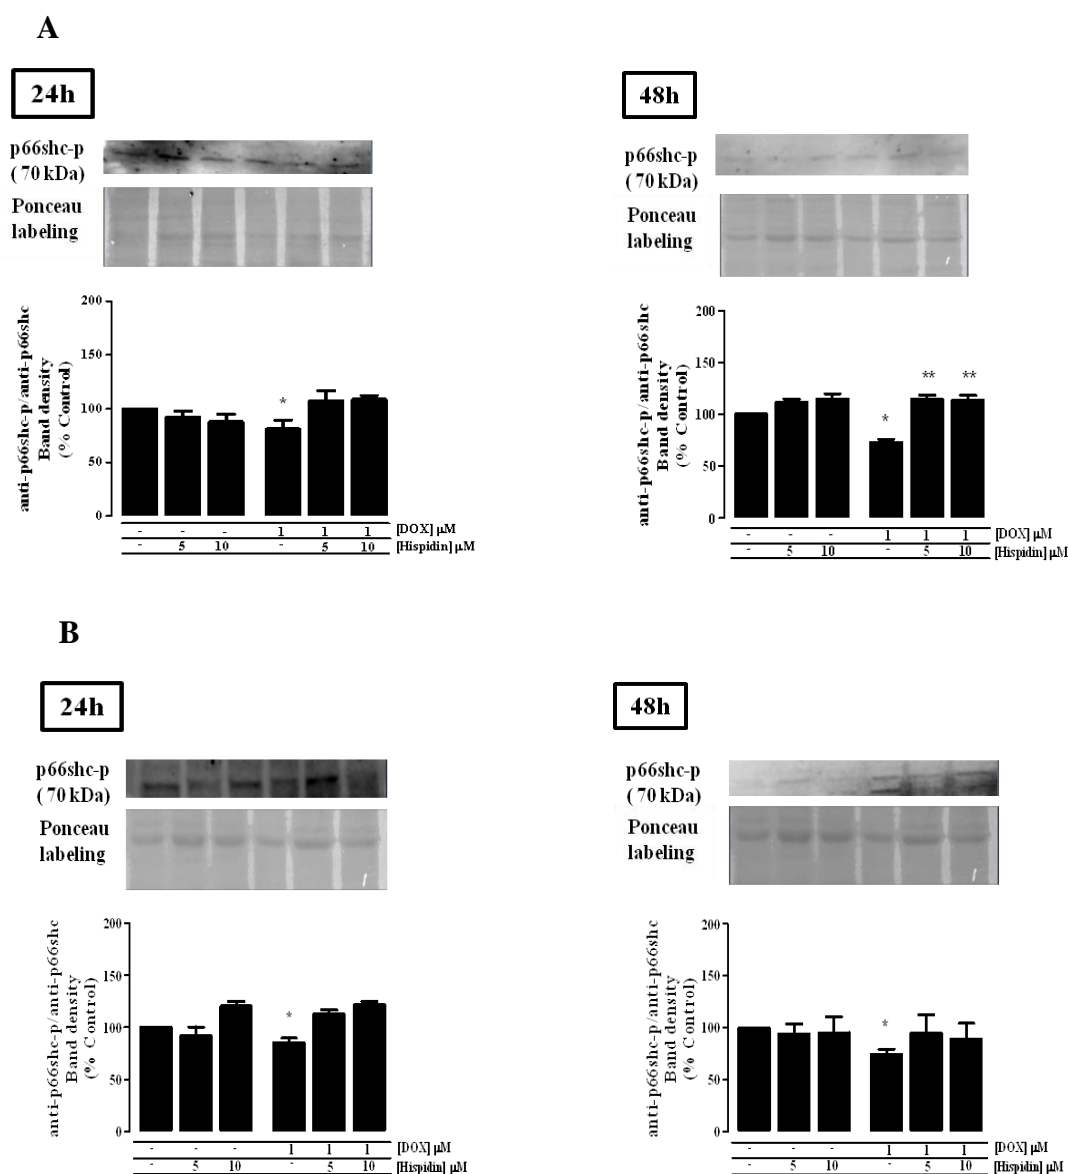 A
24h
p66shc-p
( 70 kDa)
Ponceau
labeling
anti-p66shc-p/anti-p66shc
Band density
(% Control)
200
150
100
50
0
*
- - - 1 1 1 [DOX] µM
- 5 10 - 5 10 [Hispidin] µM
48h
p66shc-p
( 70 kDa)
Ponceau
labeling
anti-p66shc-p/anti-p66shc
Band density
(% Control)
200
150
100
50
0
* ** **
- - - 1 1 1 [DOX] µM
- 5 10 - 5 10 [Hispidin] µM
B
24h
p66shc-p
( 70 kDa)
Ponceau
labeling
anti-p66shc-p/anti-p66shc
Band density
(% Control)
200
150
100
50
0
*
- - - 1 1 1 [DOX] µM
- 5 10 - 5 10 [Hispidin] µM
48h
p66shc-p
( 70 kDa)
Ponceau
labeling
anti-p66shc-p/anti-p66shc
Band density
(% Control)
200
150
100
50
0
*
- - - 1 1 1 [DOX] µM
- 5 10 - 5 10 [Hispidin] µM